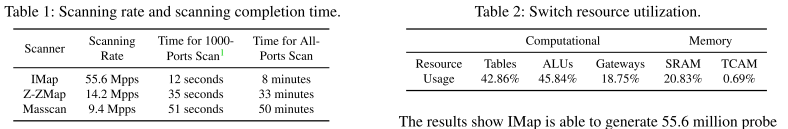 Table 1: Scanning rate and scanning completion time.
Scanner Scanning Rate Time for 1000-Ports Scan1 Time for All-Ports Scan
IMap 55.6 Mpps 12 seconds 8 minutes
Z-ZMap 14.2 Mpps 35 seconds 33 minutes
Masscan 9.4 Mpps 51 seconds 50 minutes
Table 2: Switch resource utilization.
Computational Memory
Resource Tables ALUs Gateways SRAM TCAM
Usage 42.86% 45.84% 18.75% 20.83% 0.69%
The results show IMap is able to generate 55.6 million probe